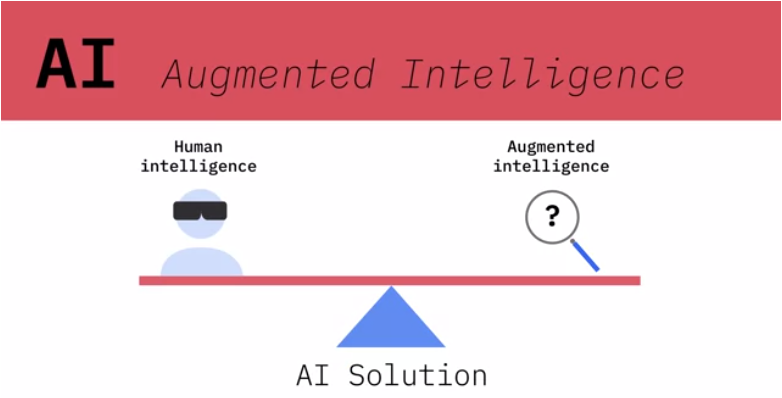 AI Augmented Intelligence
Human
intelligence
Augmented
intelligence
?
AI Solution